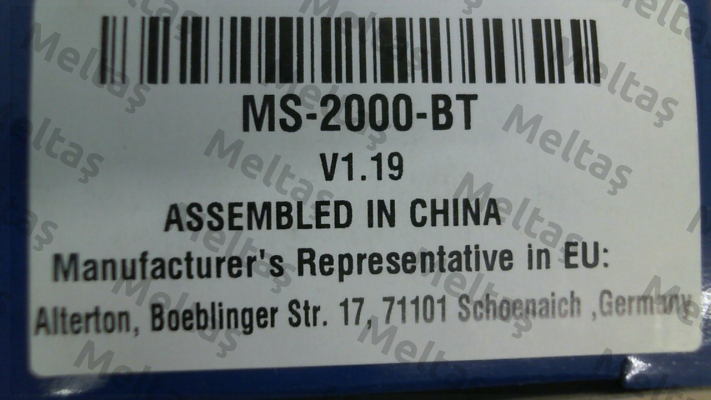 MS-2000-BT
V1.19
ASSEMBLED IN CHINA
Manufacturer's Representative in EU:
Alterton, Boeblinger Str. 17, 71101 Schoenaich ,Germany
Meltaş